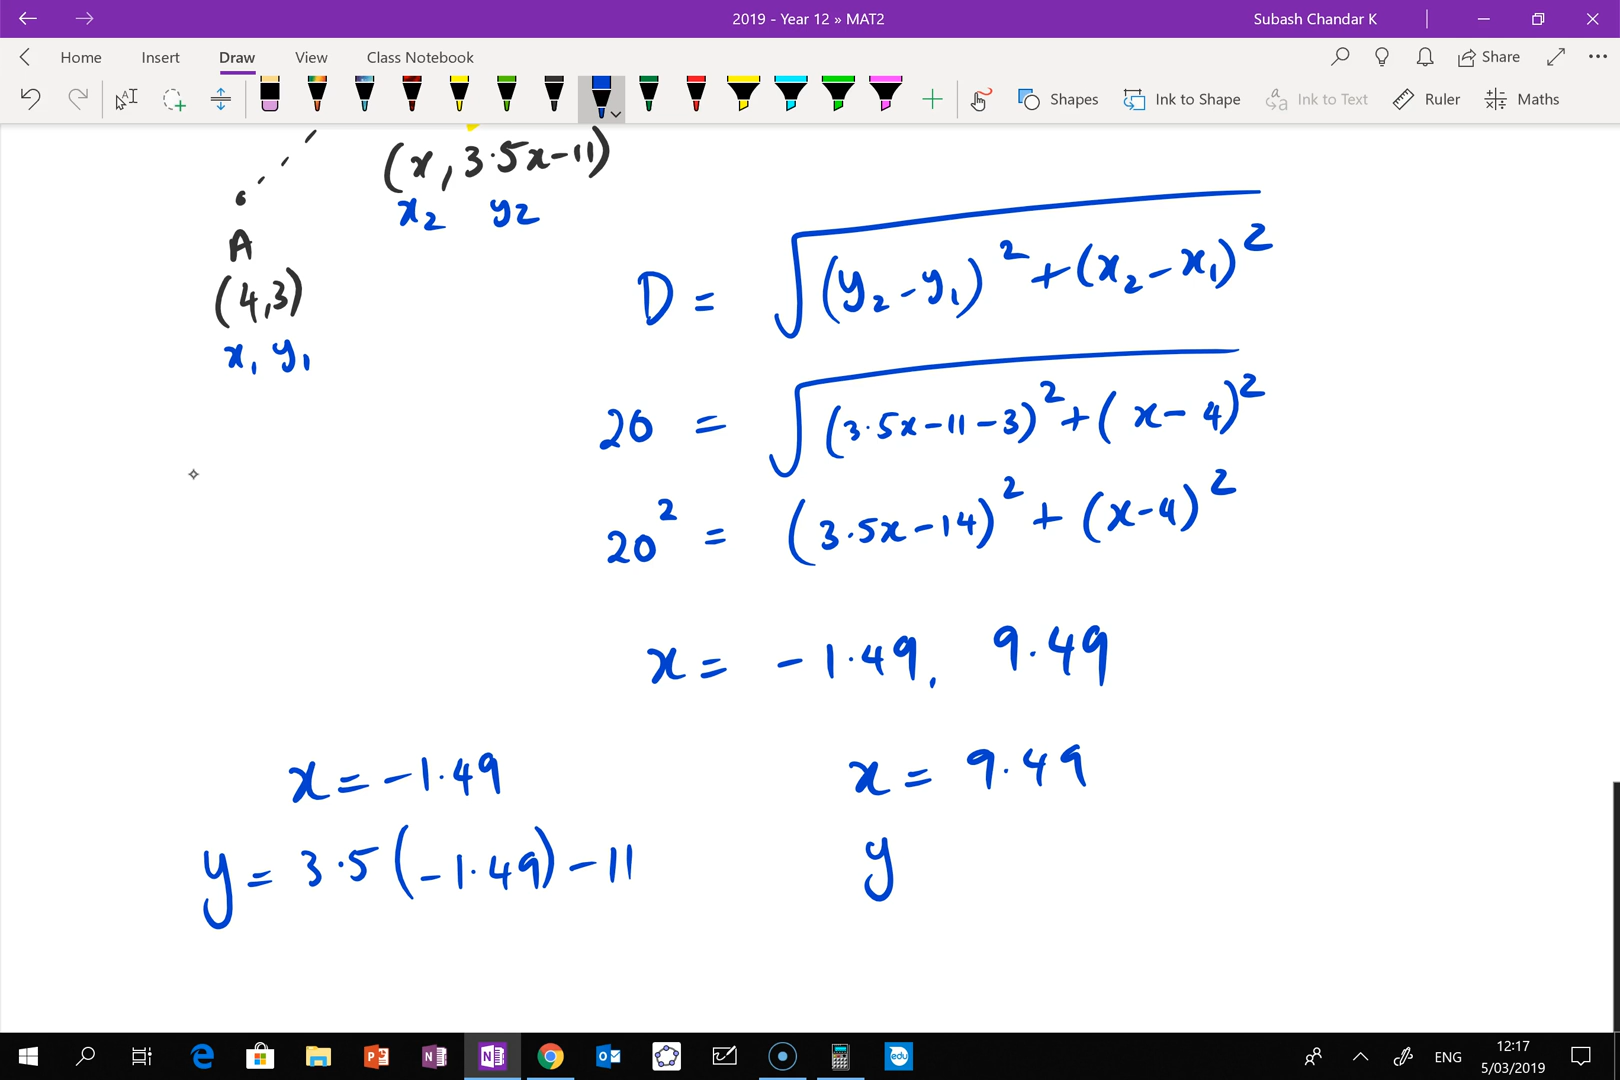 2019 - Year 12 » MAT2
Subash Chandar K
Home Insert Draw View Class Notebook
Share
Shapes Ink to Shape Ink to Text Ruler Maths
(x, 3.5x-11)
x2 y2
A
(4,3)
x1 y1
D = √(y2-y1)²+(x2-x1)²
20 = √(3.5x-11-3)²+(x-4)²
20² = (3.5x-14)²+(x-4)²
x = -1.49, 9.49
x = -1.49
x = 9.49
y = 3.5(-1.49)-11
y
ENG
12:17
5/03/2019
edu